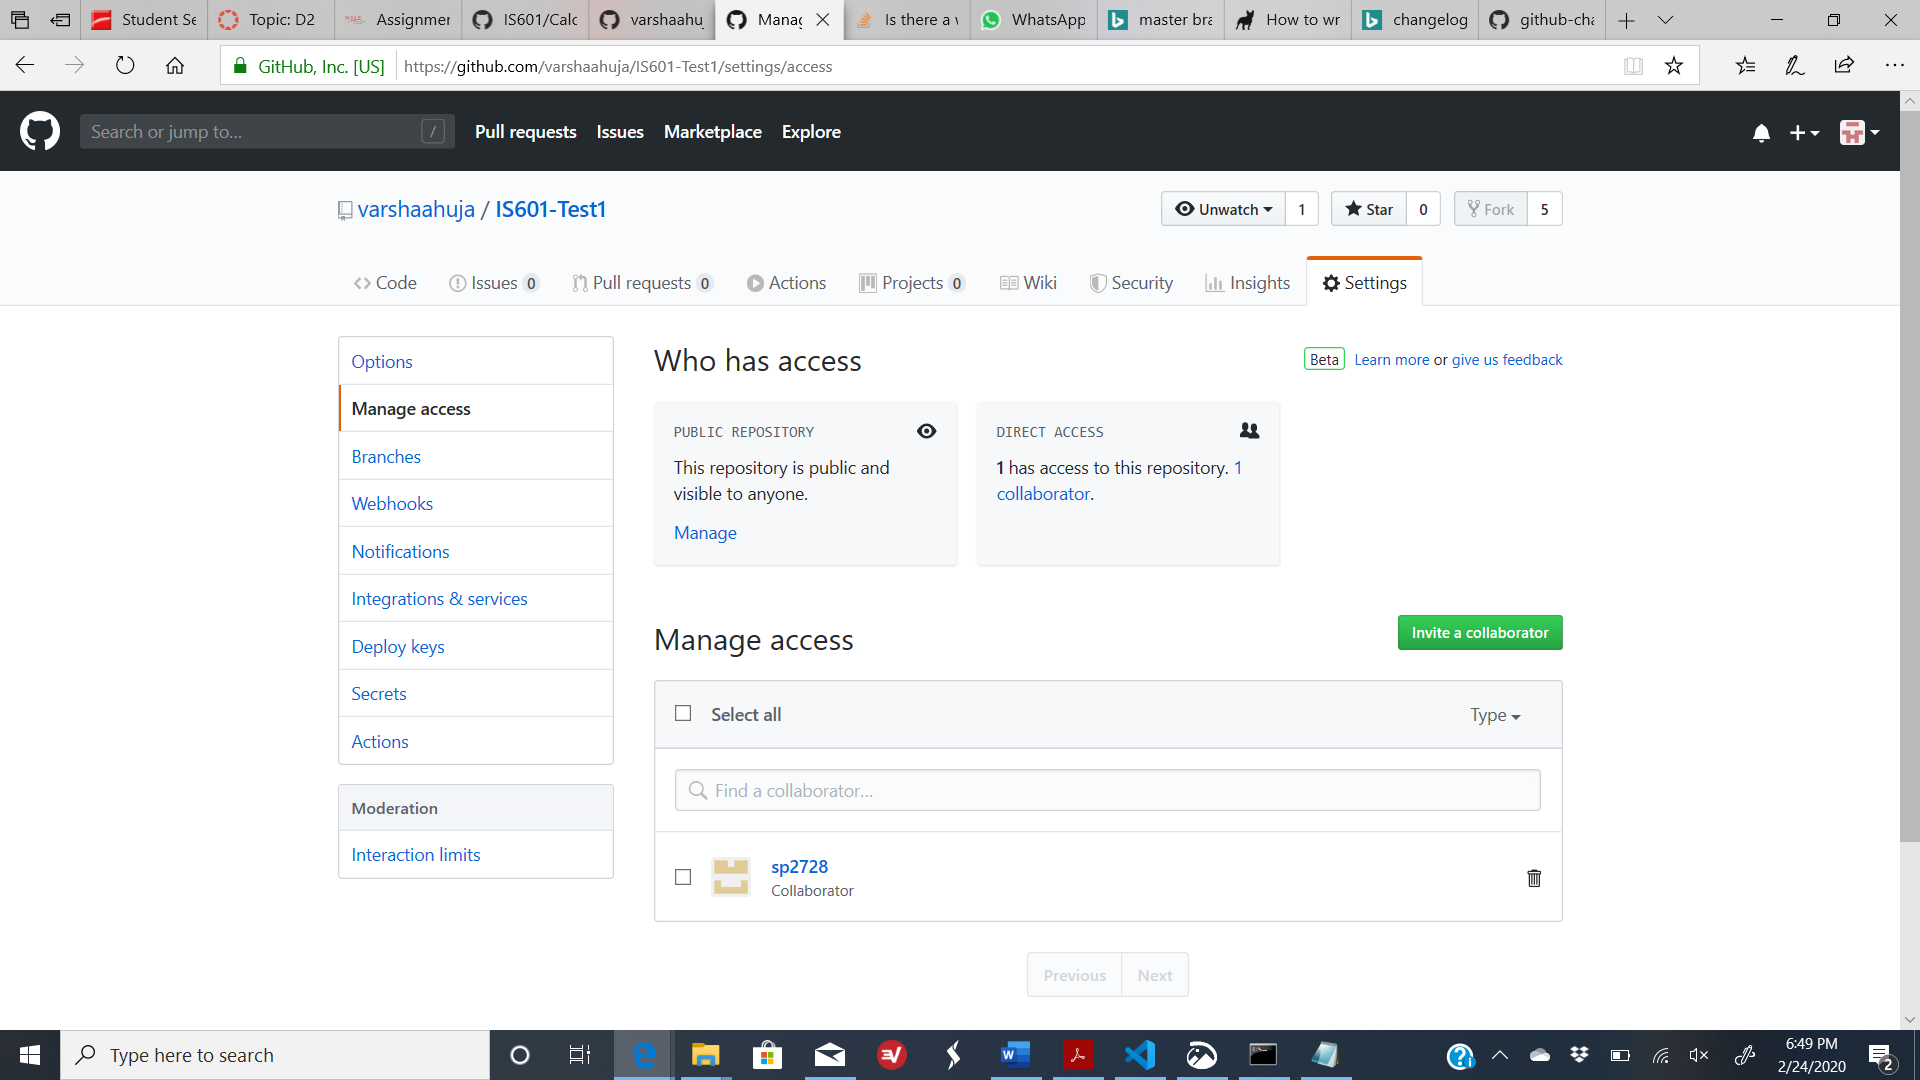 Student Se
Topic: D2
Assignmer
IS601/Calc
varshaahu
Manag
Is there a v
WhatsApp
master bra
How to wr
changelog
github-cha
GitHub, Inc. [US]
https://github.com/varshaahuja/IS601-Test1/settings/access
Search or jump to... /
Pull requests Issues Marketplace Explore
varshaahuja / IS601-Test1
Unwatch 1
Star 0
Fork 5
Code
Issues 0
Pull requests 0
Actions
Projects 0
Wiki
Security
Insights
Settings
Options
Manage access
Branches
Webhooks
Notifications
Integrations & services
Deploy keys
Secrets
Actions
Moderation
Interaction limits
Who has access
Beta Learn more or give us feedback
PUBLIC REPOSITORY
This repository is public and
visible to anyone.
Manage
DIRECT ACCESS
1 has access to this repository. 1
collaborator.
Manage access
Invite a collaborator
Select all
Type
Find a collaborator...
sp2728
Collaborator
Previous Next
Type here to search
6:49 PM
2/24/2020
2